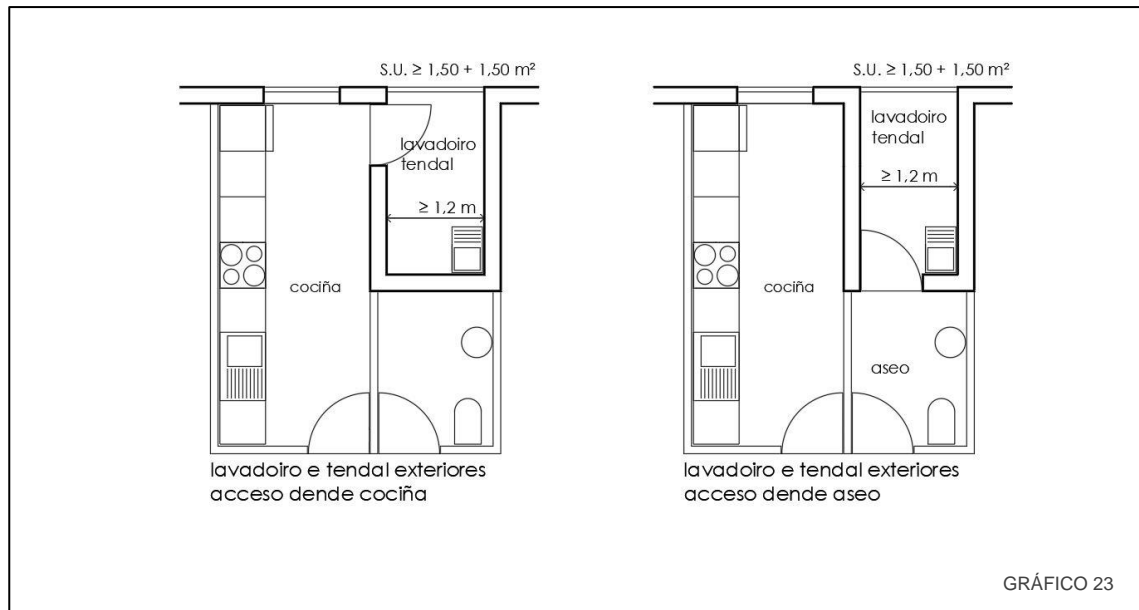 S.U. ≥ 1,50 + 1,50 m²
lavadoiro
tendal
≥ 1,2 m
cociña
lavadoiro e tendal exteriores
acceso dende cociña
S.U. ≥ 1,50 + 1,50 m²
lavadoiro
tendal
≥ 1,2 m
cociña
aseo
lavadoiro e tendal exteriores
acceso dende aseo
GRÁFICO 23